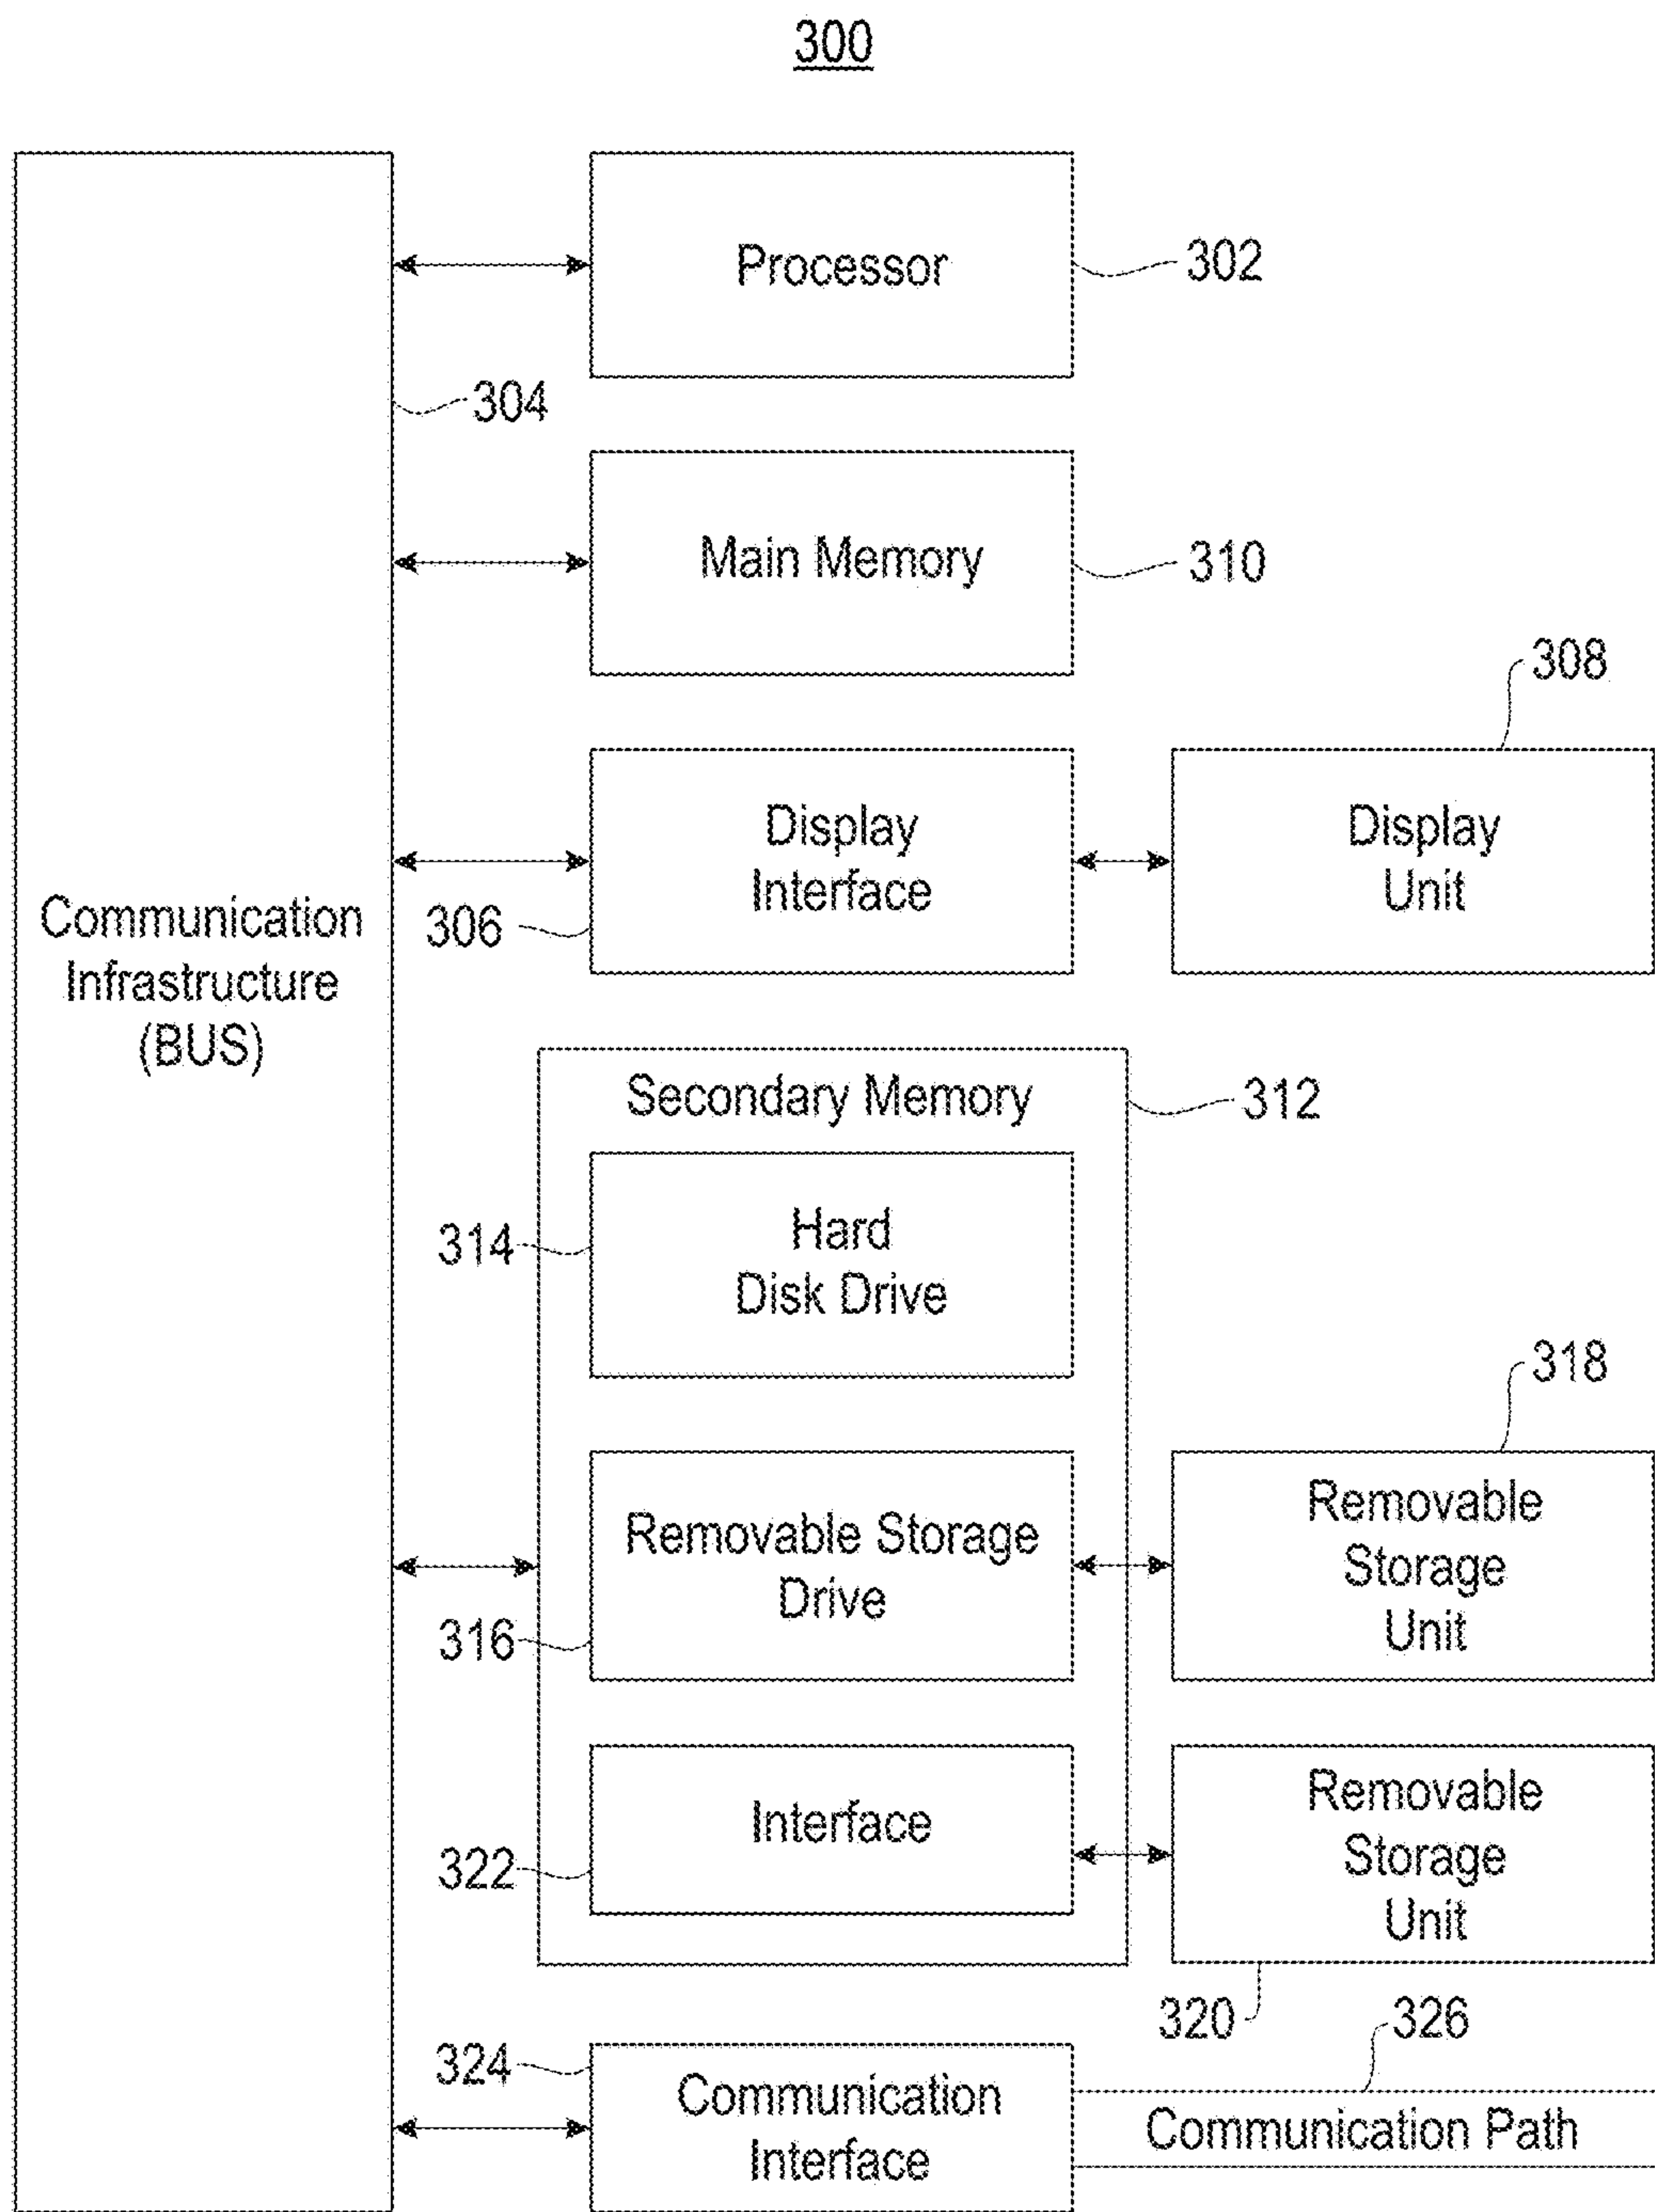 300
Processor
302
304
Main Memory
310
308
Display
Interface
306
Display
Unit
Communication
Infrastructure
(BUS)
Secondary Memory
312
Hard
Disk Drive
314
318
Removable Storage
Drive
316
Removable
Storage
Unit
Interface
322
Removable
Storage
Unit
320
326
324
Communication
Interface
Communication Path